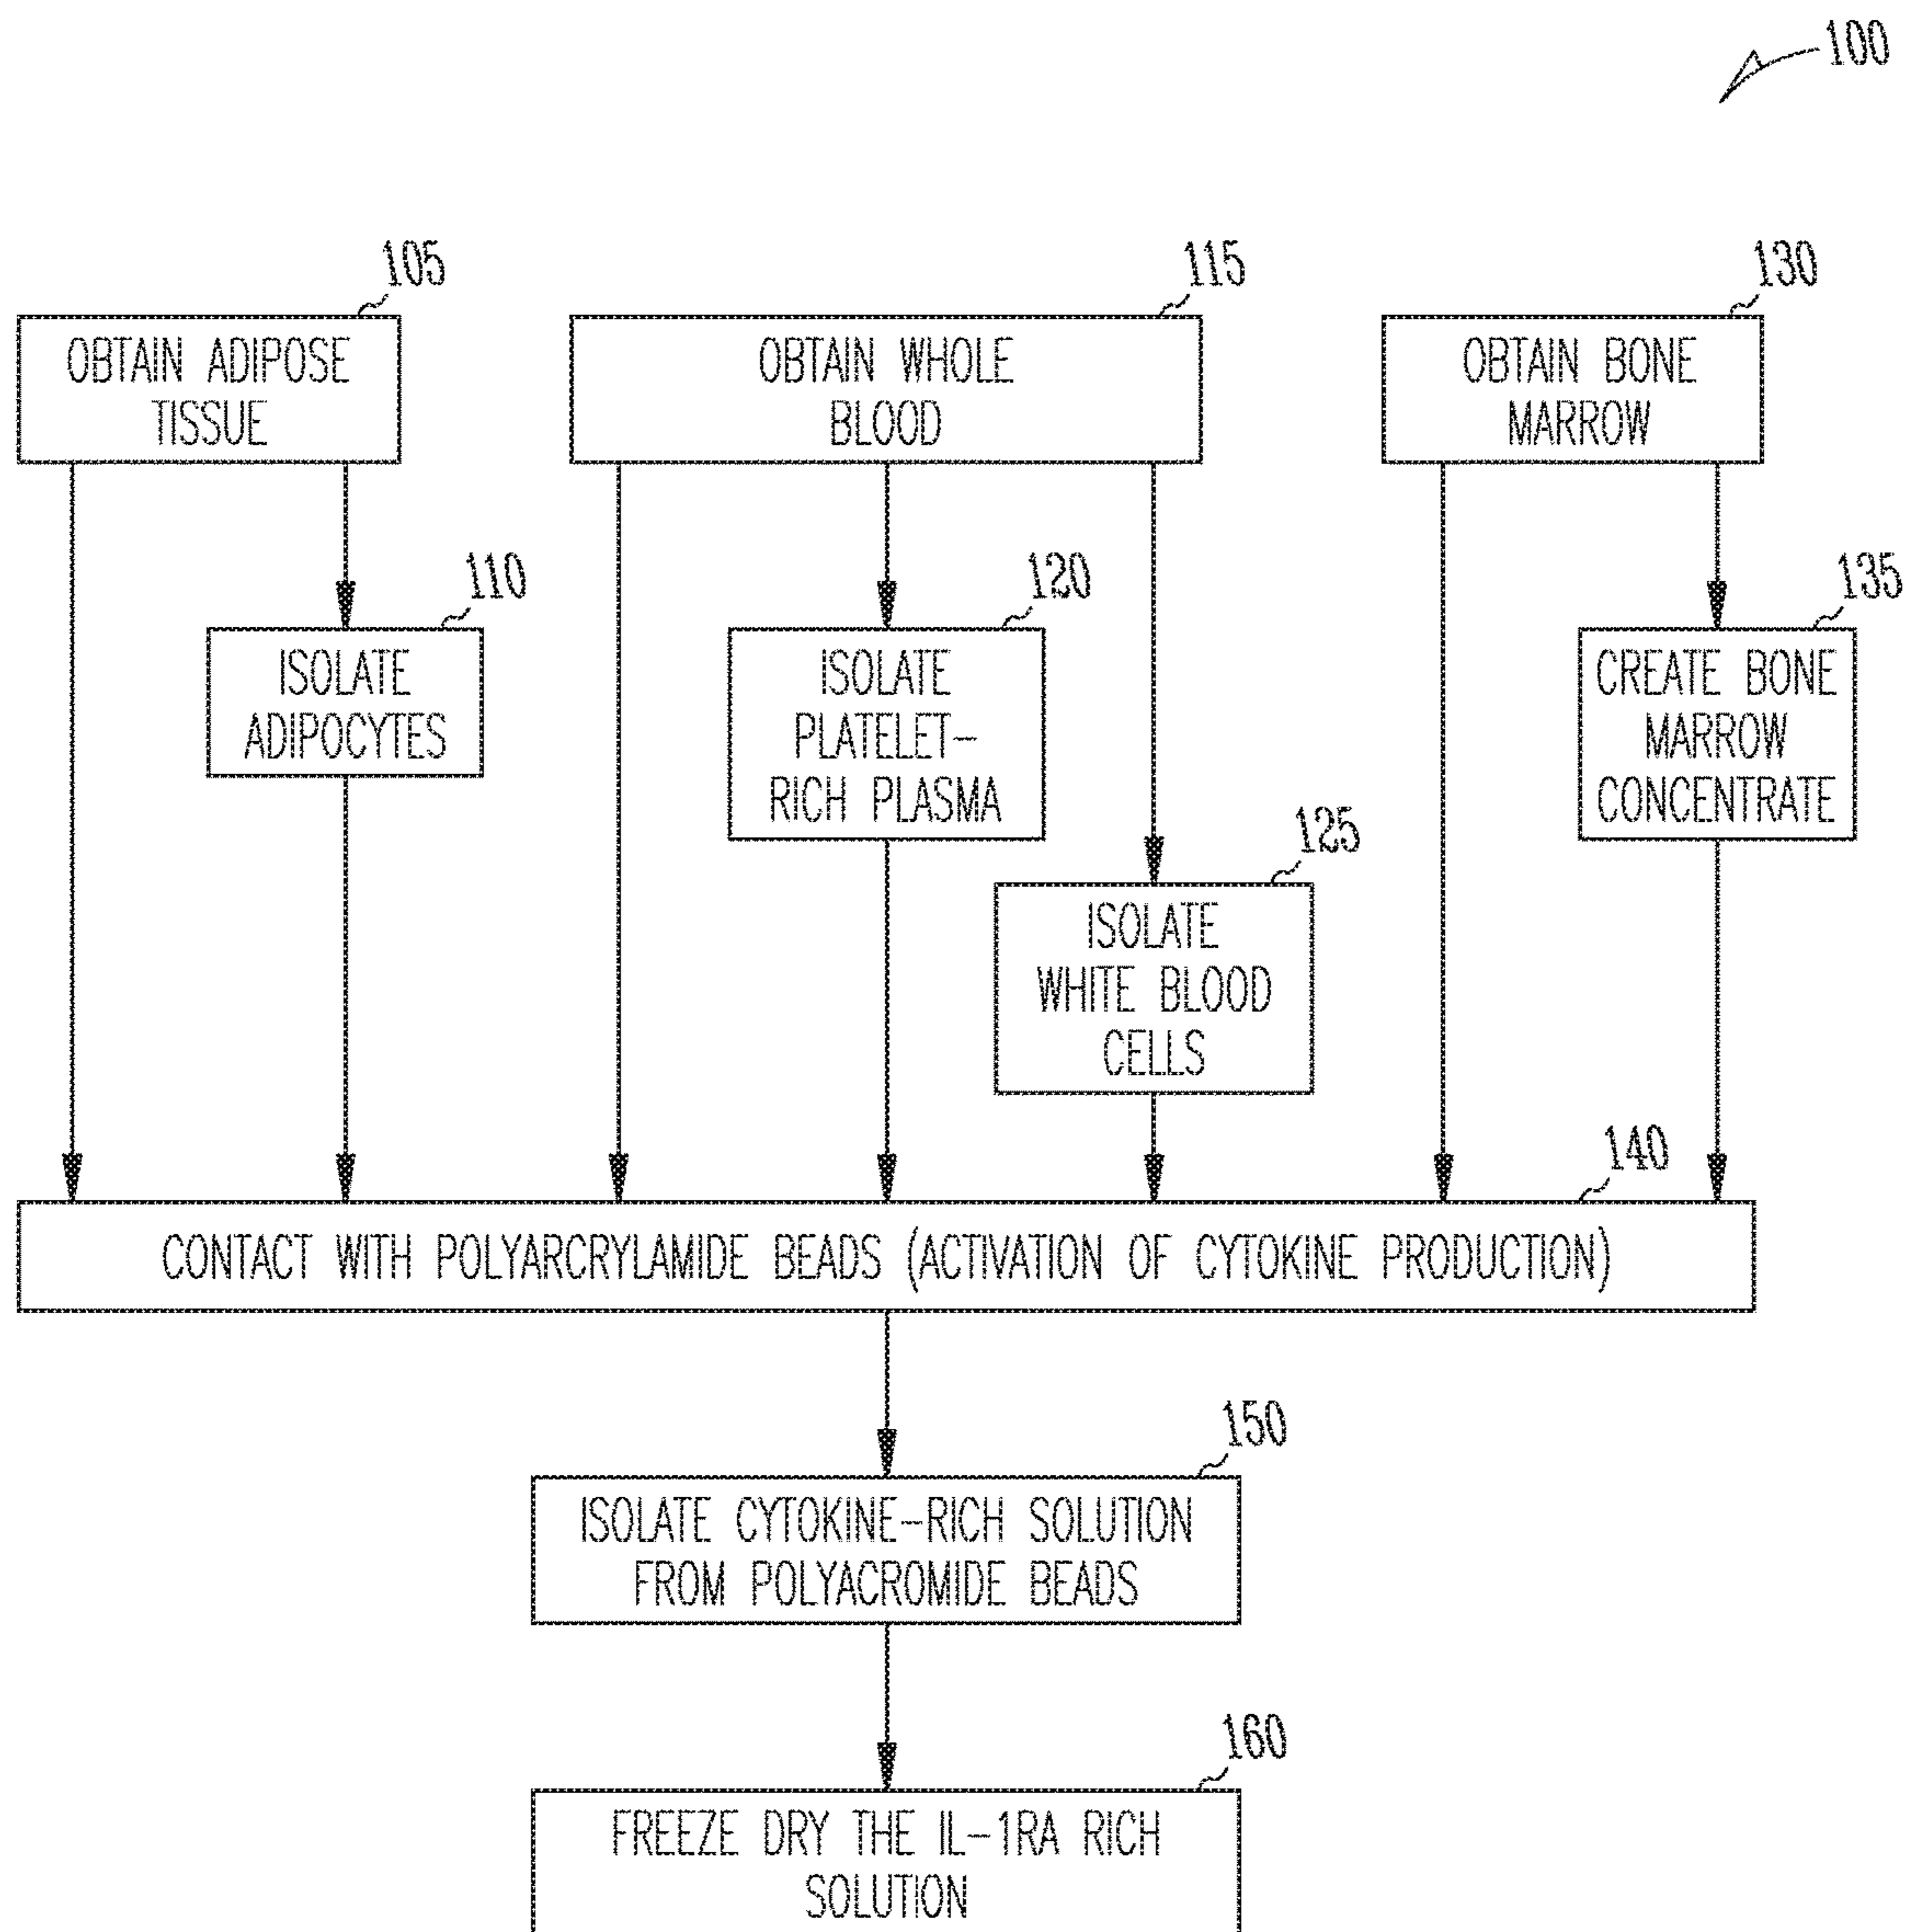 100
105
OBTAIN ADIPOSE
TISSUE
115
OBTAIN WHOLE
BLOOD
130
OBTAIN BONE
MARROW
110
ISOLATE
ADIPOCYTES
120
ISOLATE
PLATELET-
RICH PLASMA
135
CREATE BONE
MARROW
CONCENTRATE
125
ISOLATE
WHITE BLOOD
CELLS
140
CONTACT WITH POLYARCRYLAMIDE BEADS (ACTIVATION OF CYTOKINE PRODUCTION)
150
ISOLATE CYTOKINE-RICH SOLUTION
FROM POLYACROMIDE BEADS
160
FREEZE DRY THE IL-1RA RICH
SOLUTION